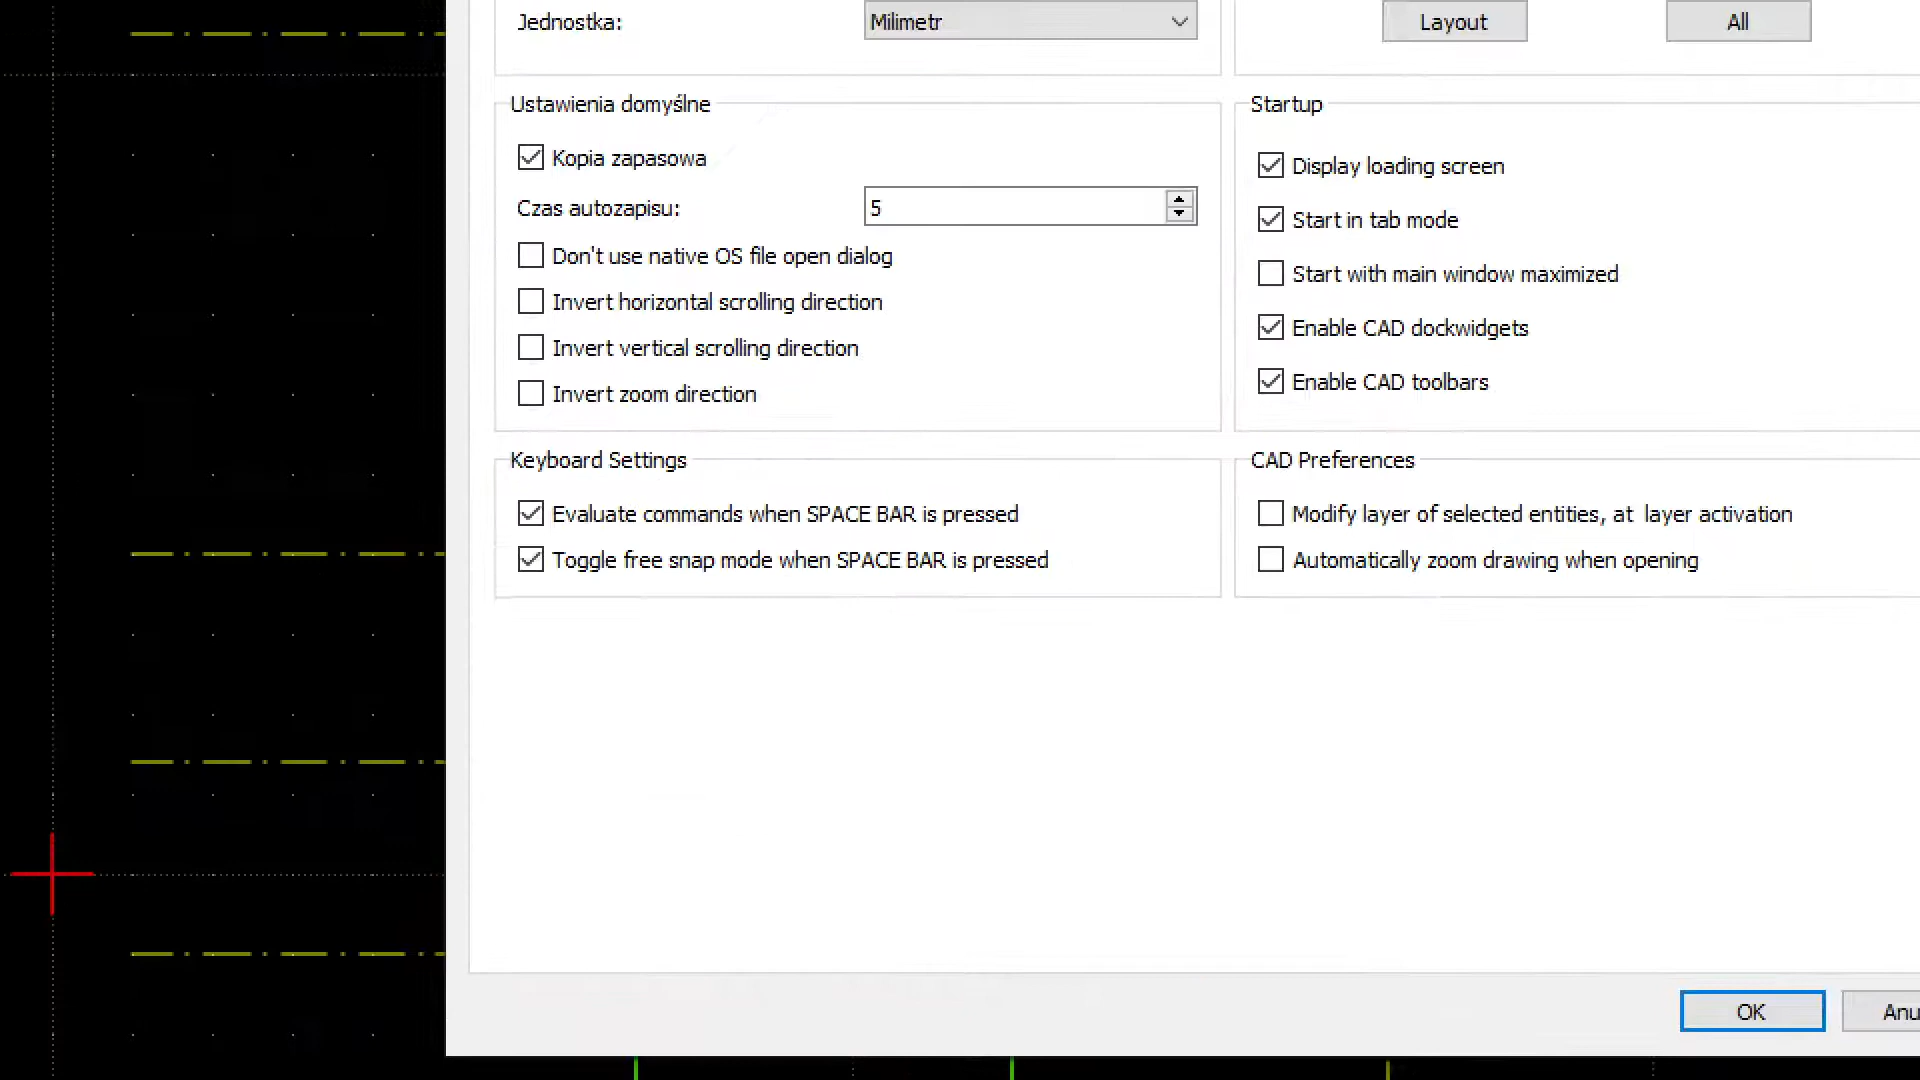 Jednostka:
Milimetr
Layout
All
Ustawienia domyślne
Kopia zapasowa
Czas autozapisu:
5
Don't use native OS file open dialog
Invert horizontal scrolling direction
Invert vertical scrolling direction
Invert zoom direction
Startup
Display loading screen
Start in tab mode
Start with main window maximized
Enable CAD dockwidgets
Enable CAD toolbars
Keyboard Settings
Evaluate commands when SPACE BAR is pressed
Toggle free snap mode when SPACE BAR is pressed
CAD Preferences
Modify layer of selected entities, at layer activation
Automatically zoom drawing when opening
OK
Anu